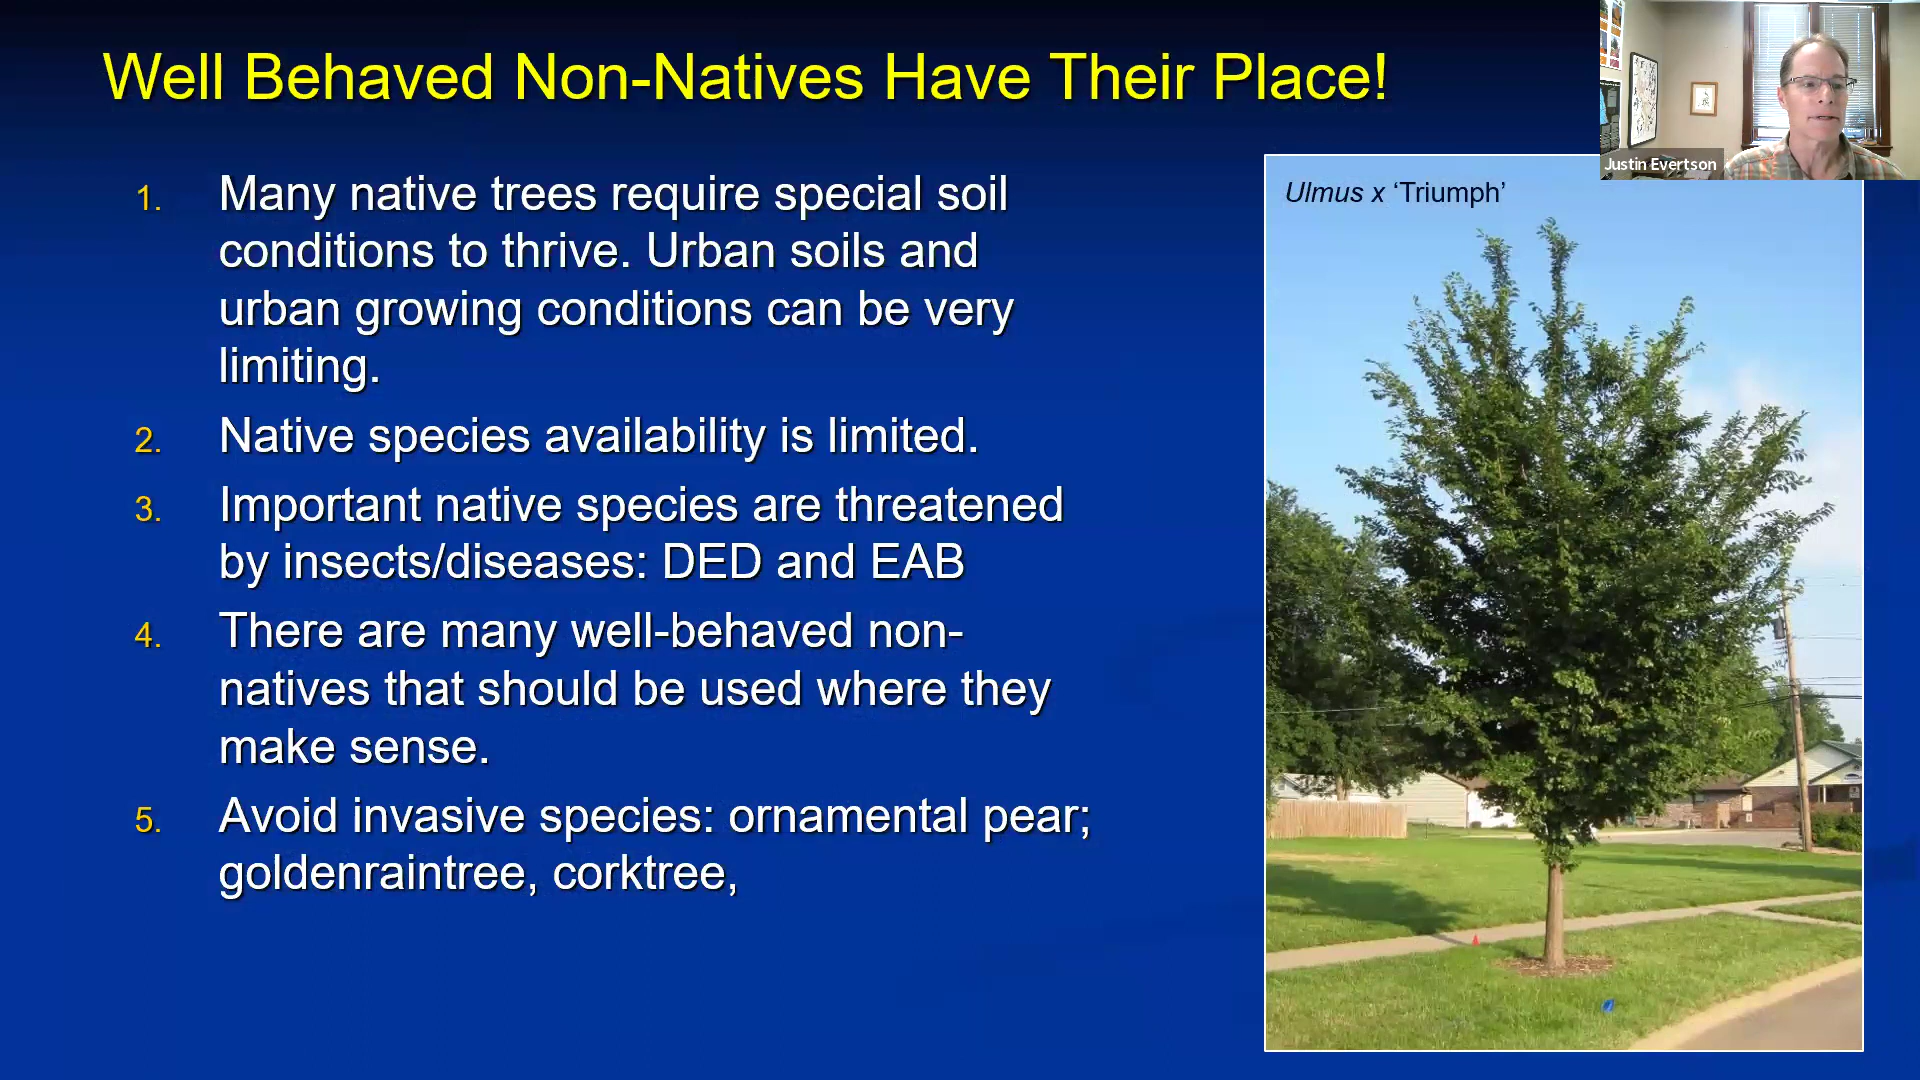 Well Behaved Non-Natives Have Their Place!
1. Many native trees require special soil
conditions to thrive. Urban soils and
urban growing conditions can be very
limiting.
2. Native species availability is limited.
3. Important native species are threatened
by insects/diseases: DED and EAB
4. There are many well-behaved non-
natives that should be used where they
make sense.
5. Avoid invasive species: ornamental pear;
goldenraintree, corktree,
Ulmus x ‘Triumph’
Justin Evertson